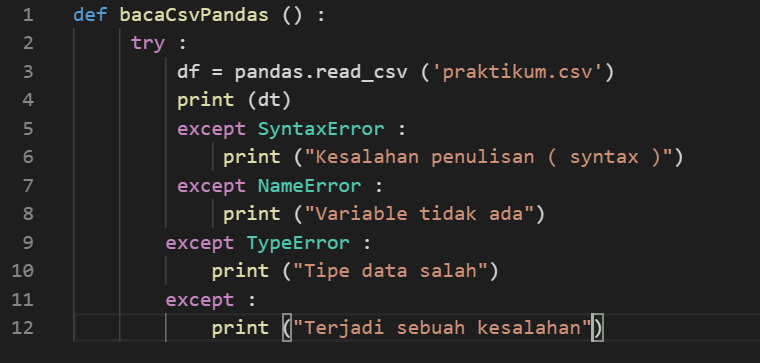 1 def bacaCsvPandas () :
2 try :
3 df = pandas.read_csv ('praktikum.csv')
4 print (dt)
5 except SyntaxError :
6 print ("Kesalahan penulisan ( syntax )")
7 except NameError :
8 print ("Variable tidak ada")
9 except TypeError :
10 print ("Tipe data salah")
11 except :
12 print ("Terjadi sebuah kesalahan")